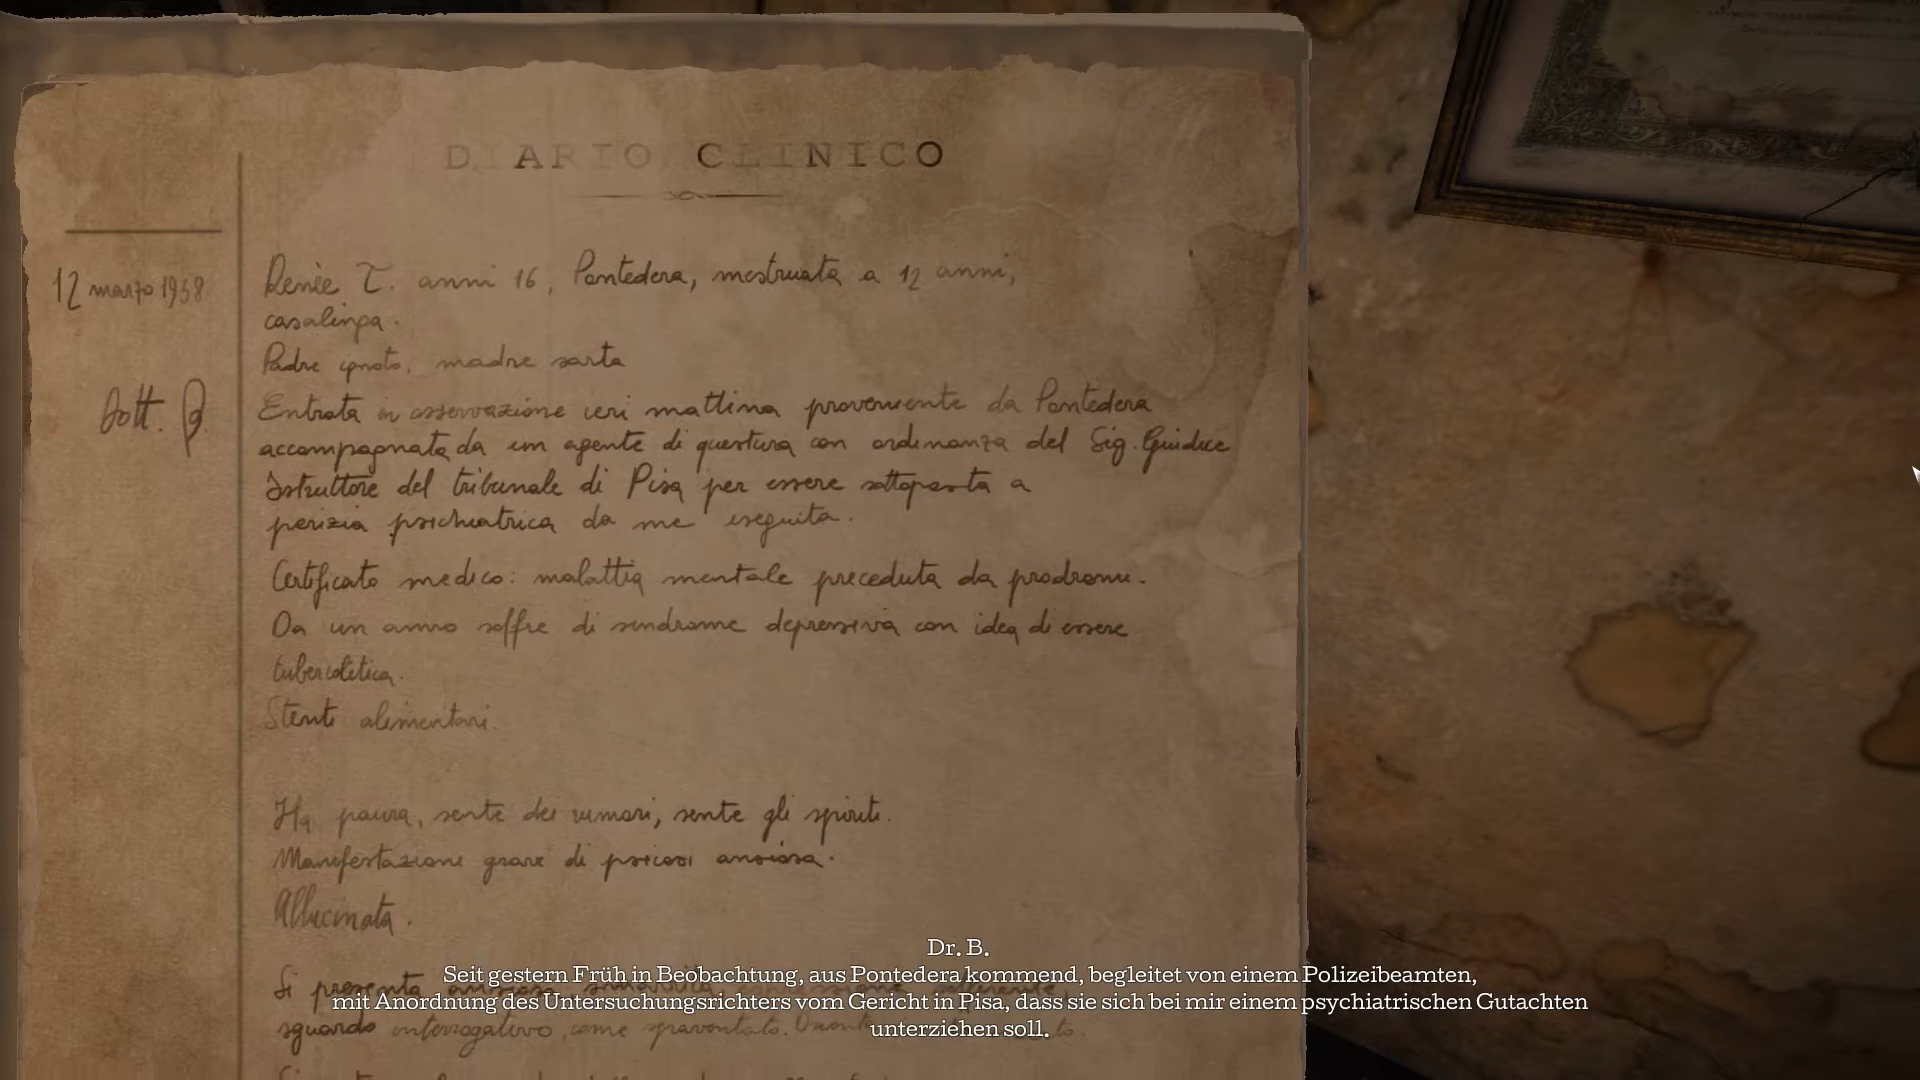 DIARIO CLINICO
12 marzo 1938
Renèe T. anni 16, Pontedera, mestruata a 12 anni,
casalinga.
Padre ignoto, madre sarta
Dott. B.
Entrata in osservazione ieri mattina proveniente da Pontedera
accompagnata da un agente di questura con ordinanza del Sig. Giudice
Istruttore del tribunale di Pisa per essere sottoposta a
perizia psichiatrica da me eseguita.
Certificato medico: malattia mentale preceduta da prodromi.
Da un anno soffre di sindrome depressiva con idea di essere
tubercolitica.
Stenti alimentari.
Ha paura, sente dei rumori, sente gli spiriti.
Manifestazioni gravi di psicosi ansiosa.
Allucinata.
Si presenta
sguardo interrogativo, come spaventato.
Dr. B.
Seit gestern Früh in Beobachtung, aus Pontedera kommend, begleitet von einem Polizeibeamten,
mit Anordnung des Untersuchungsrichters vom Gericht in Pisa, dass sie sich bei mir einem psychiatrischen Gutachten
unterziehen soll.